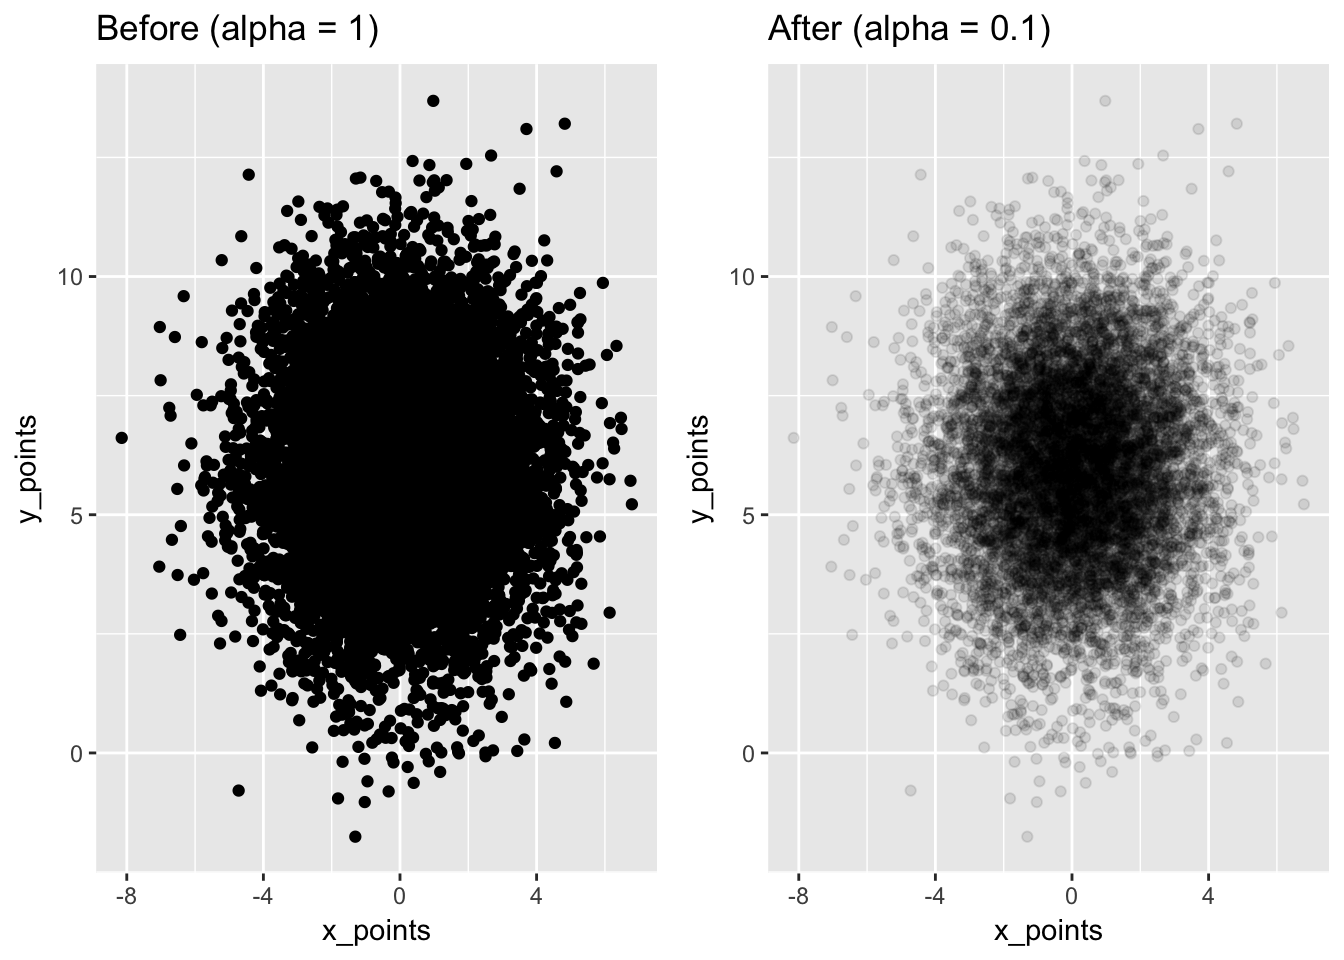 Before (alpha = 1)
After (alpha = 0.1)
y_points
10
5
0
-8
-4
0
4
x_points
y_points
10
5
0
-8
-4
0
4
x_points